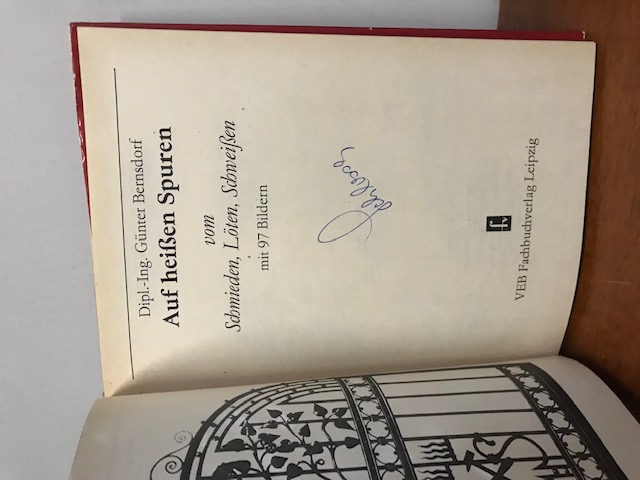 Dipl.-Ing. Günter Bernsdorf
Auf heißen Spuren
vom
Schmieden, Löten, Schweißen
mit 97 Bildern
VEB Fachbuchverlag Leipzig